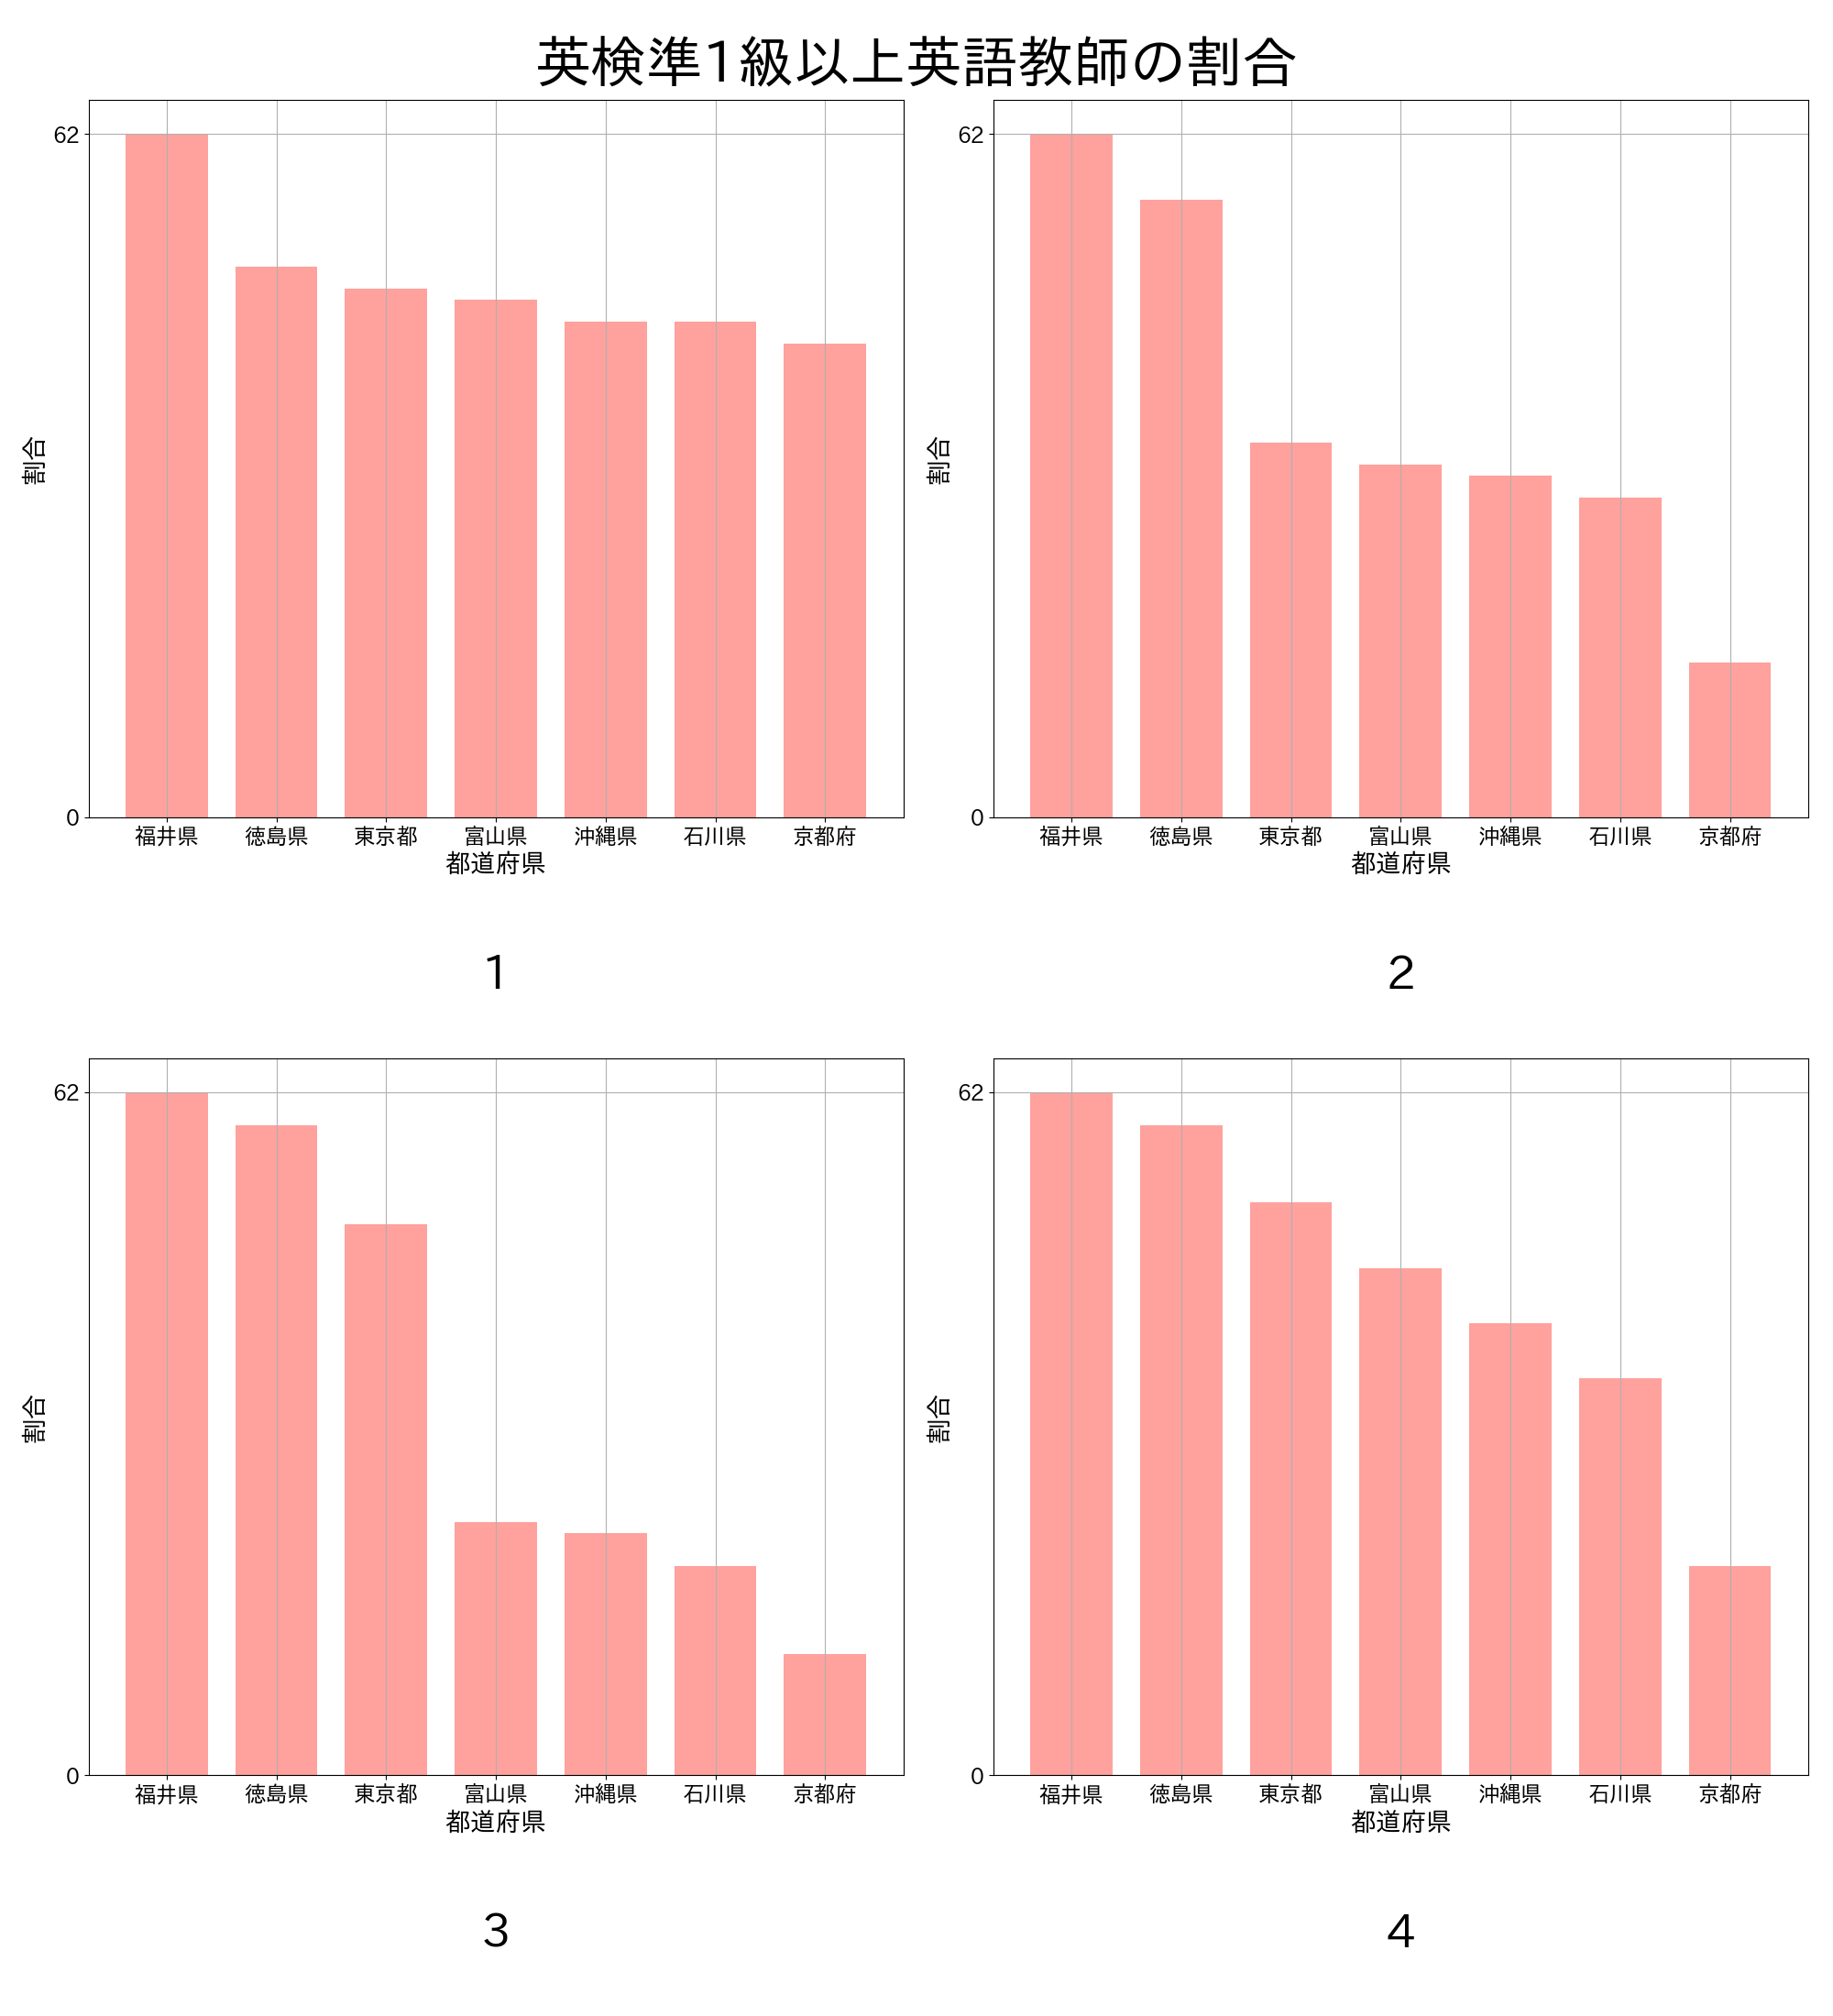 英検準1級以上英語教師の割合
62
0
割合
福井県 徳島県 東京都 富山県 沖縄県 石川県 京都府
都道府県
1
62
0
割合
福井県 徳島県 東京都 富山県 沖縄県 石川県 京都府
都道府県
2
62
0
割合
福井県 徳島県 東京都 富山県 沖縄県 石川県 京都府
都道府県
3
62
0
割合
福井県 徳島県 東京都 富山県 沖縄県 石川県 京都府
都道府県
4